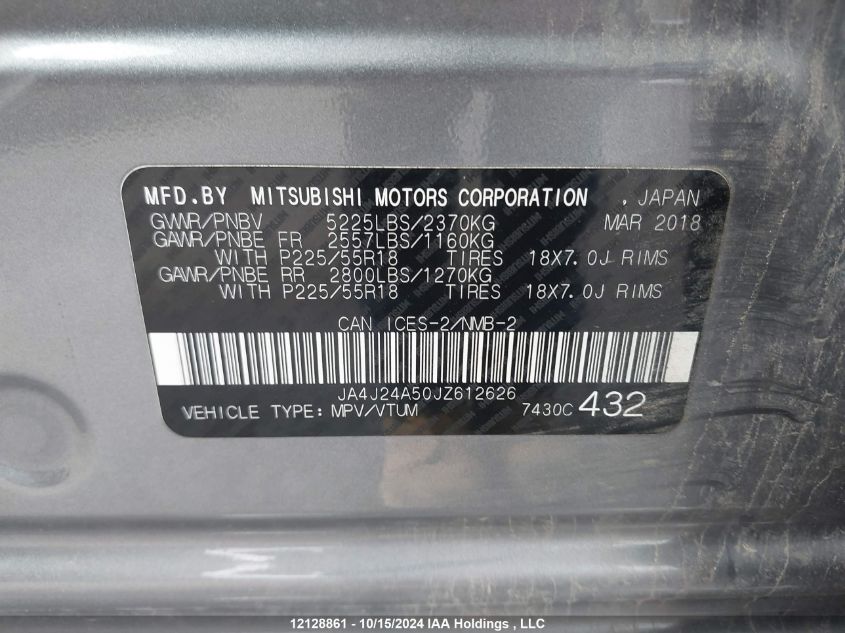 MFD.BY MITSUBISHI MOTORS CORPORATION , JAPAN
GVWR/PNBV 5225LBS/2370KG MAR 2018
GAWR/PNBE FR 2557LBS/1160KG
WITH P225/55R18 TIRES 18X7.0J RIMS
GAWR/PNBE RR 2800LBS/1270KG
WITH P225/55R18 TIRES 18X7.0J RIMS
CAN ICES-2/NMB-2
JA4J24A50JZ612626
VEHICLE TYPE: MPV/VTUM 7430C 432
12128861 - 10/15/2024 IAA Holdings , LLC